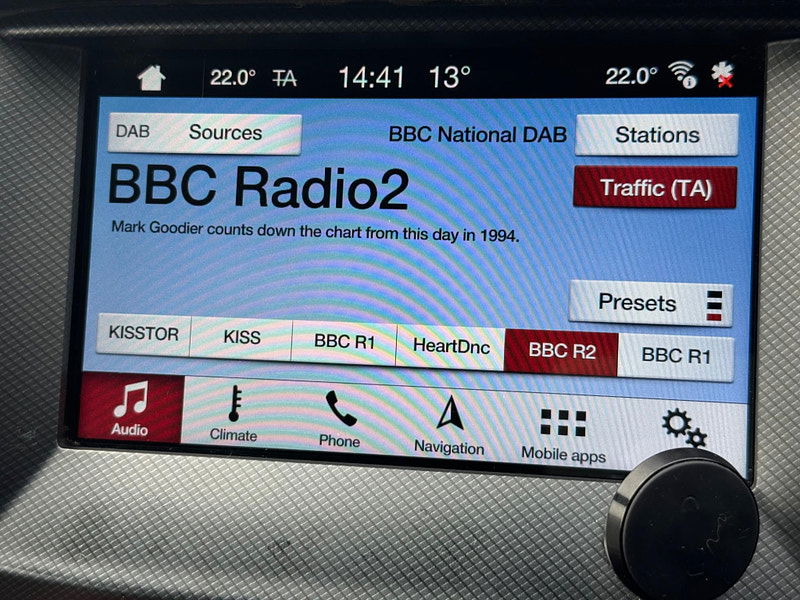 22.0° TA 14:41 13° 22.0°
DAB Sources BBC National DAB Stations
BBC Radio2 Traffic (TA)
Mark Goodier counts down the chart from this day in 1994.
Presets
KISSTOR KISS BBC R1 HeartDnc BBC R2 BBC R1
Audio Climate Phone Navigation Mobile apps